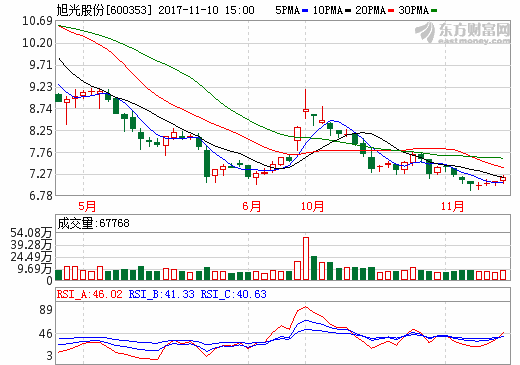 旭光股份[600353] 2017-11-10 15:00 5PMA 10PMA 20PMA 30PMA
东方财富网
eastmoney.com
10.69
10.20
9.71
9.23
8.74
8.25
7.76
7.27
6.78
5月 6月 10月 11月
成交量:67768
54.08万
39.28万
24.49万
9.69万
0
RSI_A:46.02 RSI_B:41.33 RSI_C:40.63
89
46
3